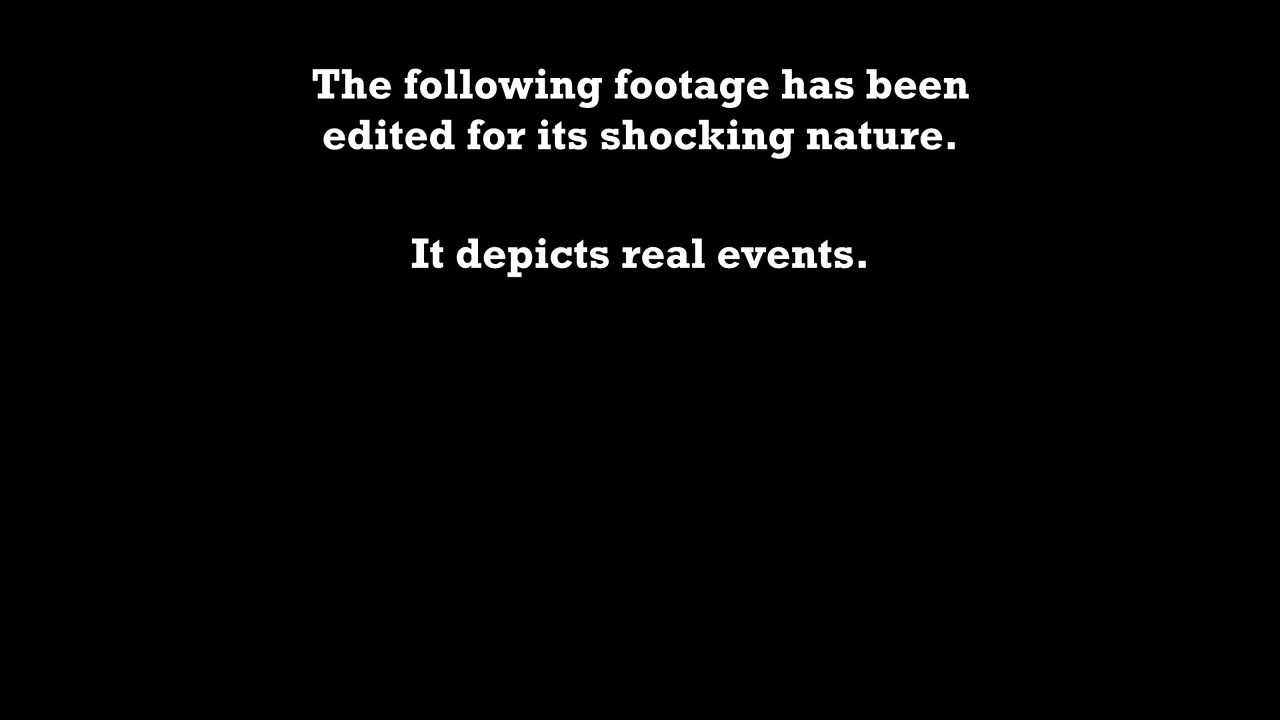 The following footage has been
edited for its shocking nature.
It depicts real events.